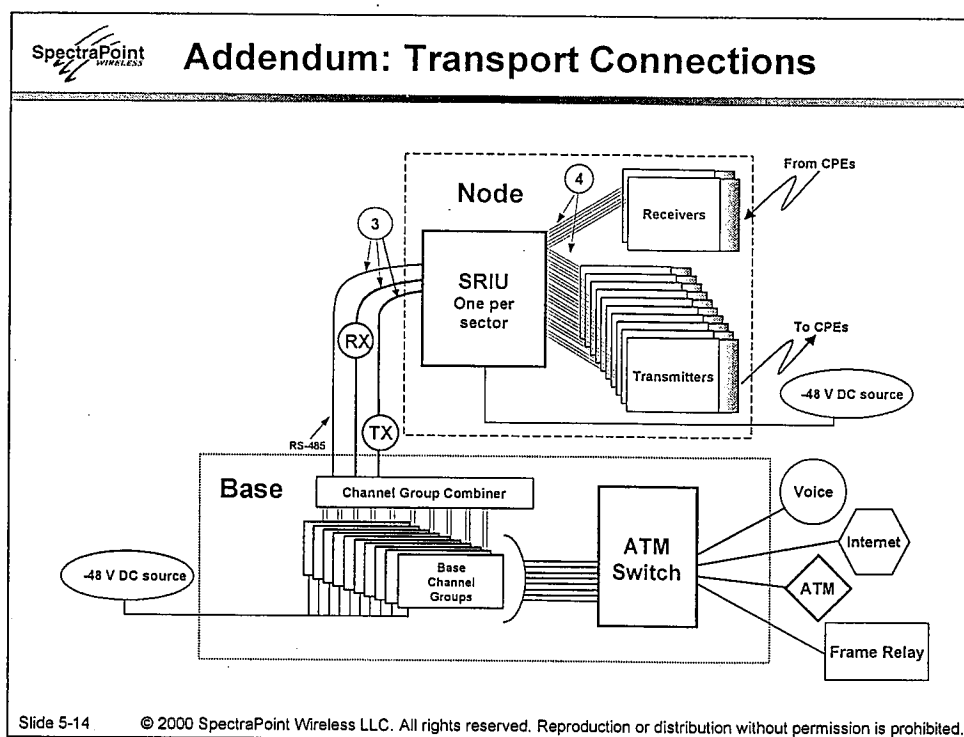 SpectraPoint
WIRELESS
Addendum: Transport Connections
Node
4
From CPEs
Receivers
3
SRIU
One per
sector
RX
To CPEs
Transmitters
-48 V DC source
TX
RS-485
Base
Channel Group Combiner
Voice
ATM
Switch
Internet
-48 V DC source
Base
Channel
Groups
ATM
Frame Relay
Slide 5-14 © 2000 SpectraPoint Wireless LLC. All rights reserved. Reproduction or distribution without permission is prohibited.